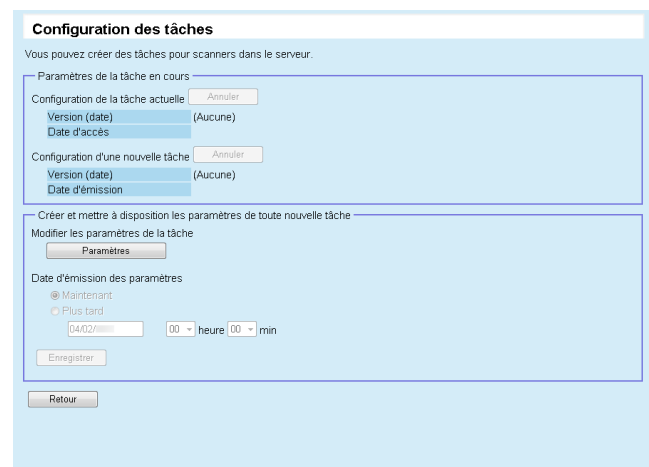 Configuration des tâches
Vous pouvez créer des tâches pour scanners dans le serveur.
Paramètres de la tâche en cours
Configuration de la tâche actuelle Annuler
Version (date) (Aucune)
Date d'accès
Configuration d'une nouvelle tâche Annuler
Version (date) (Aucune)
Date d'émission
Créer et mettre à disposition les paramètres de toute nouvelle tâche
Modifier les paramètres de la tâche
Paramètres
Date d'émission des paramètres
Maintenant
Plus tard
04/02/ 00 heure 00 min
Enregistrer
Retour